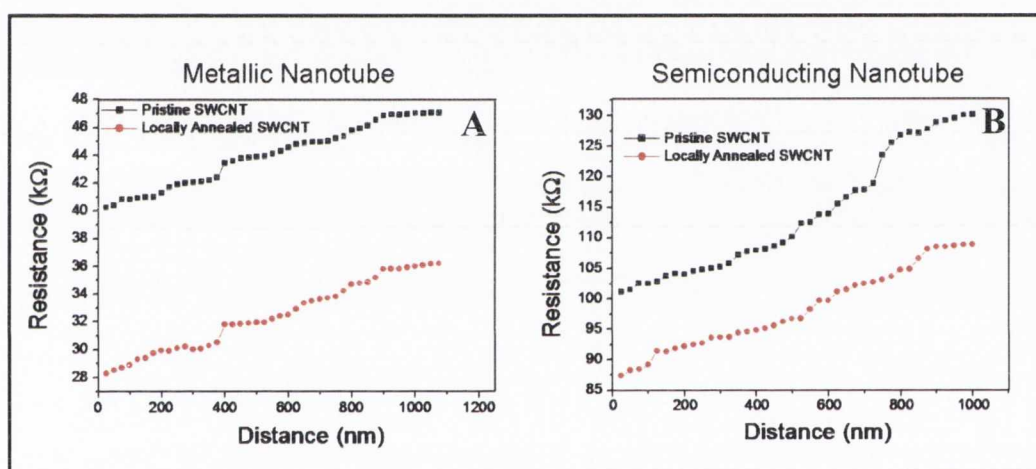 Metallic Nanotube
Pristine SWCNT
Locally Annealed SWCNT
A
Resistance (kΩ)
48
46
44
42
40
38
36
34
32
30
28
0
200
400
600
800
1000
1200
Distance (nm)
Semiconducting Nanotube
Pristine SWCNT
Locally Annealed SWCNT
B
Resistance (kΩ)
130
125
120
115
110
105
100
95
90
85
0
200
400
600
800
1000
Distance (nm)